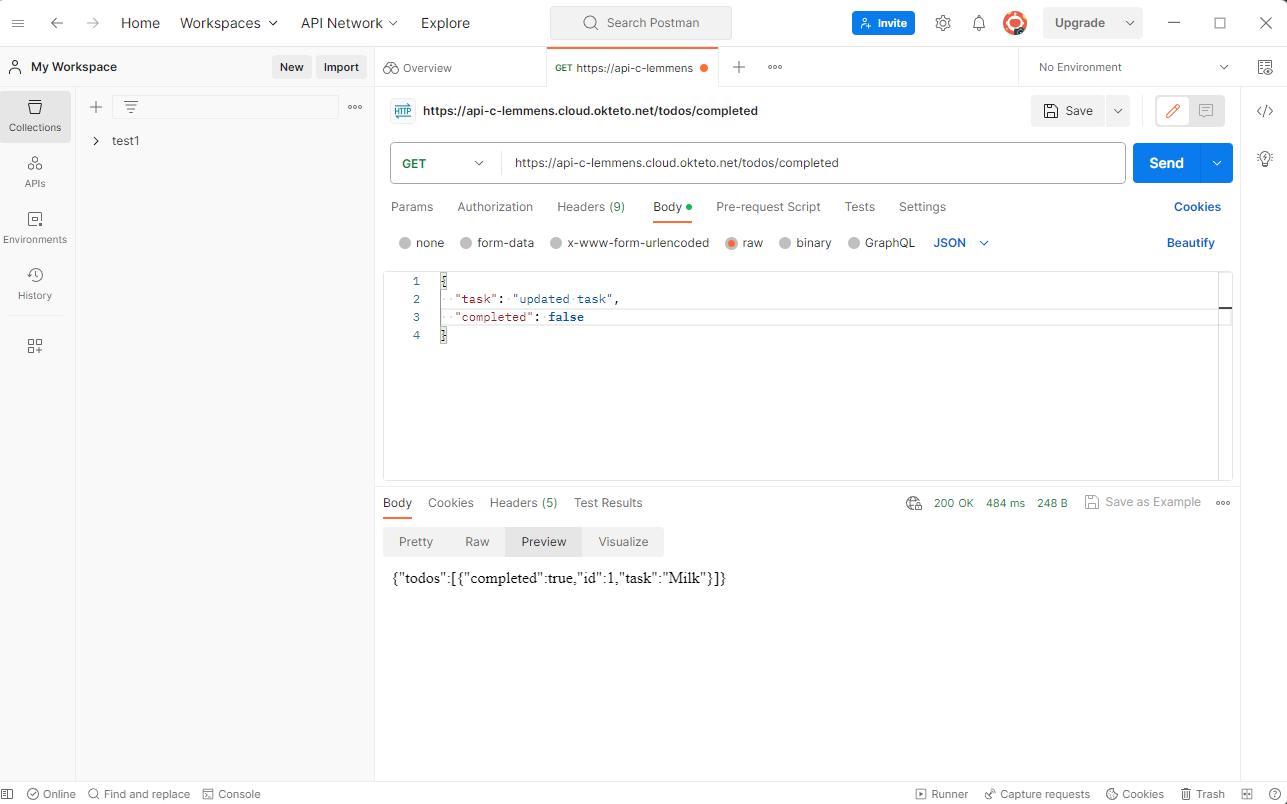 Home Workspaces API Network Explore Search Postman Invite Upgrade
My Workspace New Import Overview GET https://api-c-lemmens No Environment
Collections
APIs
Environments
History
test1
HTTP https://api-c-lemmens.cloud.okteto.net/todos/completed Save
GET https://api-c-lemmens.cloud.okteto.net/todos/completed Send
Params Authorization Headers (9) Body Pre-request Script Tests Settings Cookies
none form-data x-www-form-urlencoded raw binary GraphQL JSON Beautify
1 {
2 "task": "updated task",
3 "completed": false
4 }
Body Cookies Headers (5) Test Results 200 OK 484 ms 248 B Save as Example
Pretty Raw Preview Visualize
{"todos":[{"completed":true,"id":1,"task":"Milk"}]}
Online Find and replace Console Runner Capture requests Cookies Trash